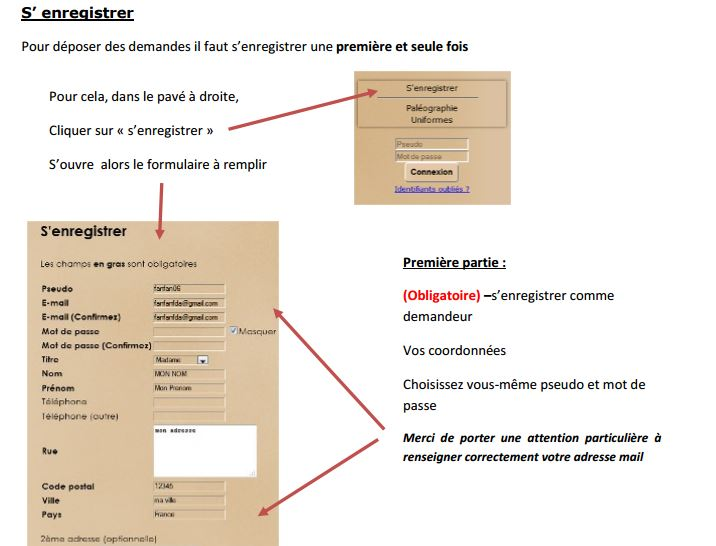 S’ enregistrer
Pour déposer des demandes il faut s’enregistrer une première et seule fois
Pour cela, dans le pavé à droite,
Cliquer sur « s’enregistrer »
S’ouvre alors le formulaire à remplir
S'enregistrer
Paléographie
Uniformes
Pseudo
Mot de passe
Connexion
Identifiants oubliés ?
S'enregistrer
Les champs en gras sont obligatoires
Pseudo fanfan06
E-mail fanfanfda@gmail.com
E-mail (Confirmez) fanfanfda@gmail.com
Mot de passe Masquer
Mot de passe (Confirmez)
Titre Madame
Nom MON NOM
Prénom Mon Prenom
Téléphone
Téléphone (autre)
Rue mon adresse
Code postal 12345
Ville ma ville
Pays France
2ème adresse (optionnelle)
Première partie :
(Obligatoire) –s’enregistrer comme
demandeur
Vos coordonnées
Choisissez vous-même pseudo et mot de
passe
Merci de porter une attention particulière à
renseigner correctement votre adresse mail